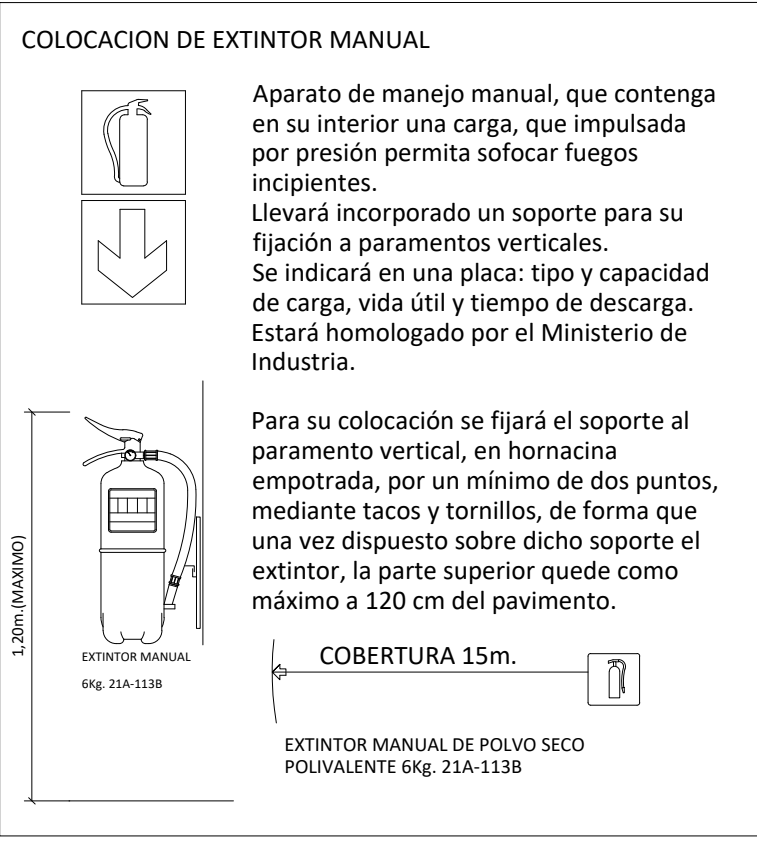 COLOCACION DE EXTINTOR MANUAL
Aparato de manejo manual, que contenga
en su interior una carga, que impulsada
por presión permita sofocar fuegos
incipientes.
Llevará incorporado un soporte para su
fijación a paramentos verticales.
Se indicará en una placa: tipo y capacidad
de carga, vida útil y tiempo de descarga.
Estará homologado por el Ministerio de
Industria.
Para su colocación se fijará el soporte al
paramento vertical, en hornacina
empotrada, por un mínimo de dos puntos,
mediante tacos y tornillos, de forma que
una vez dispuesto sobre dicho soporte el
extintor, la parte superior quede como
máximo a 120 cm del pavimento.
1,20m.(MAXIMO)
EXTINTOR MANUAL
6Kg. 21A-113B
COBERTURA 15m.
EXTINTOR MANUAL DE POLVO SECO
POLIVALENTE 6Kg. 21A-113B